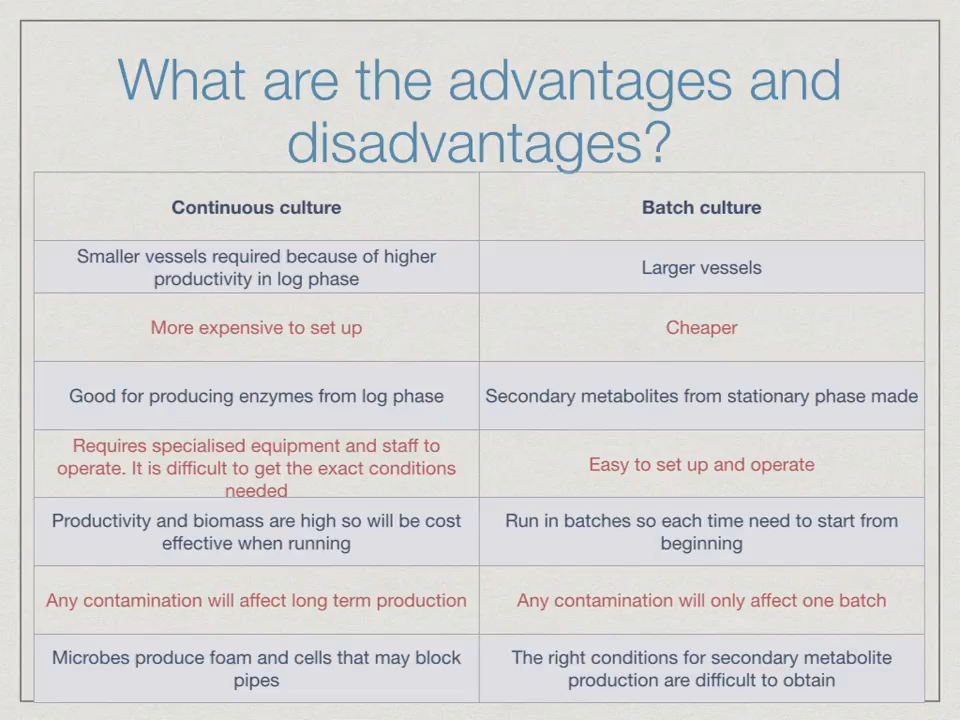 What are the advantages and
disadvantages?
Continuous culture
Batch culture
Smaller vessels required because of higher
productivity in log phase
Larger vessels
More expensive to set up
Cheaper
Good for producing enzymes from log phase
Secondary metabolites from stationary phase made
Requires specialised equipment and staff to
operate. It is difficult to get the exact conditions
needed
Easy to set up and operate
Productivity and biomass are high so will be cost
effective when running
Run in batches so each time need to start from
beginning
Any contamination will affect long term production
Any contamination will only affect one batch
Microbes produce foam and cells that may block
pipes
The right conditions for secondary metabolite
production are difficult to obtain